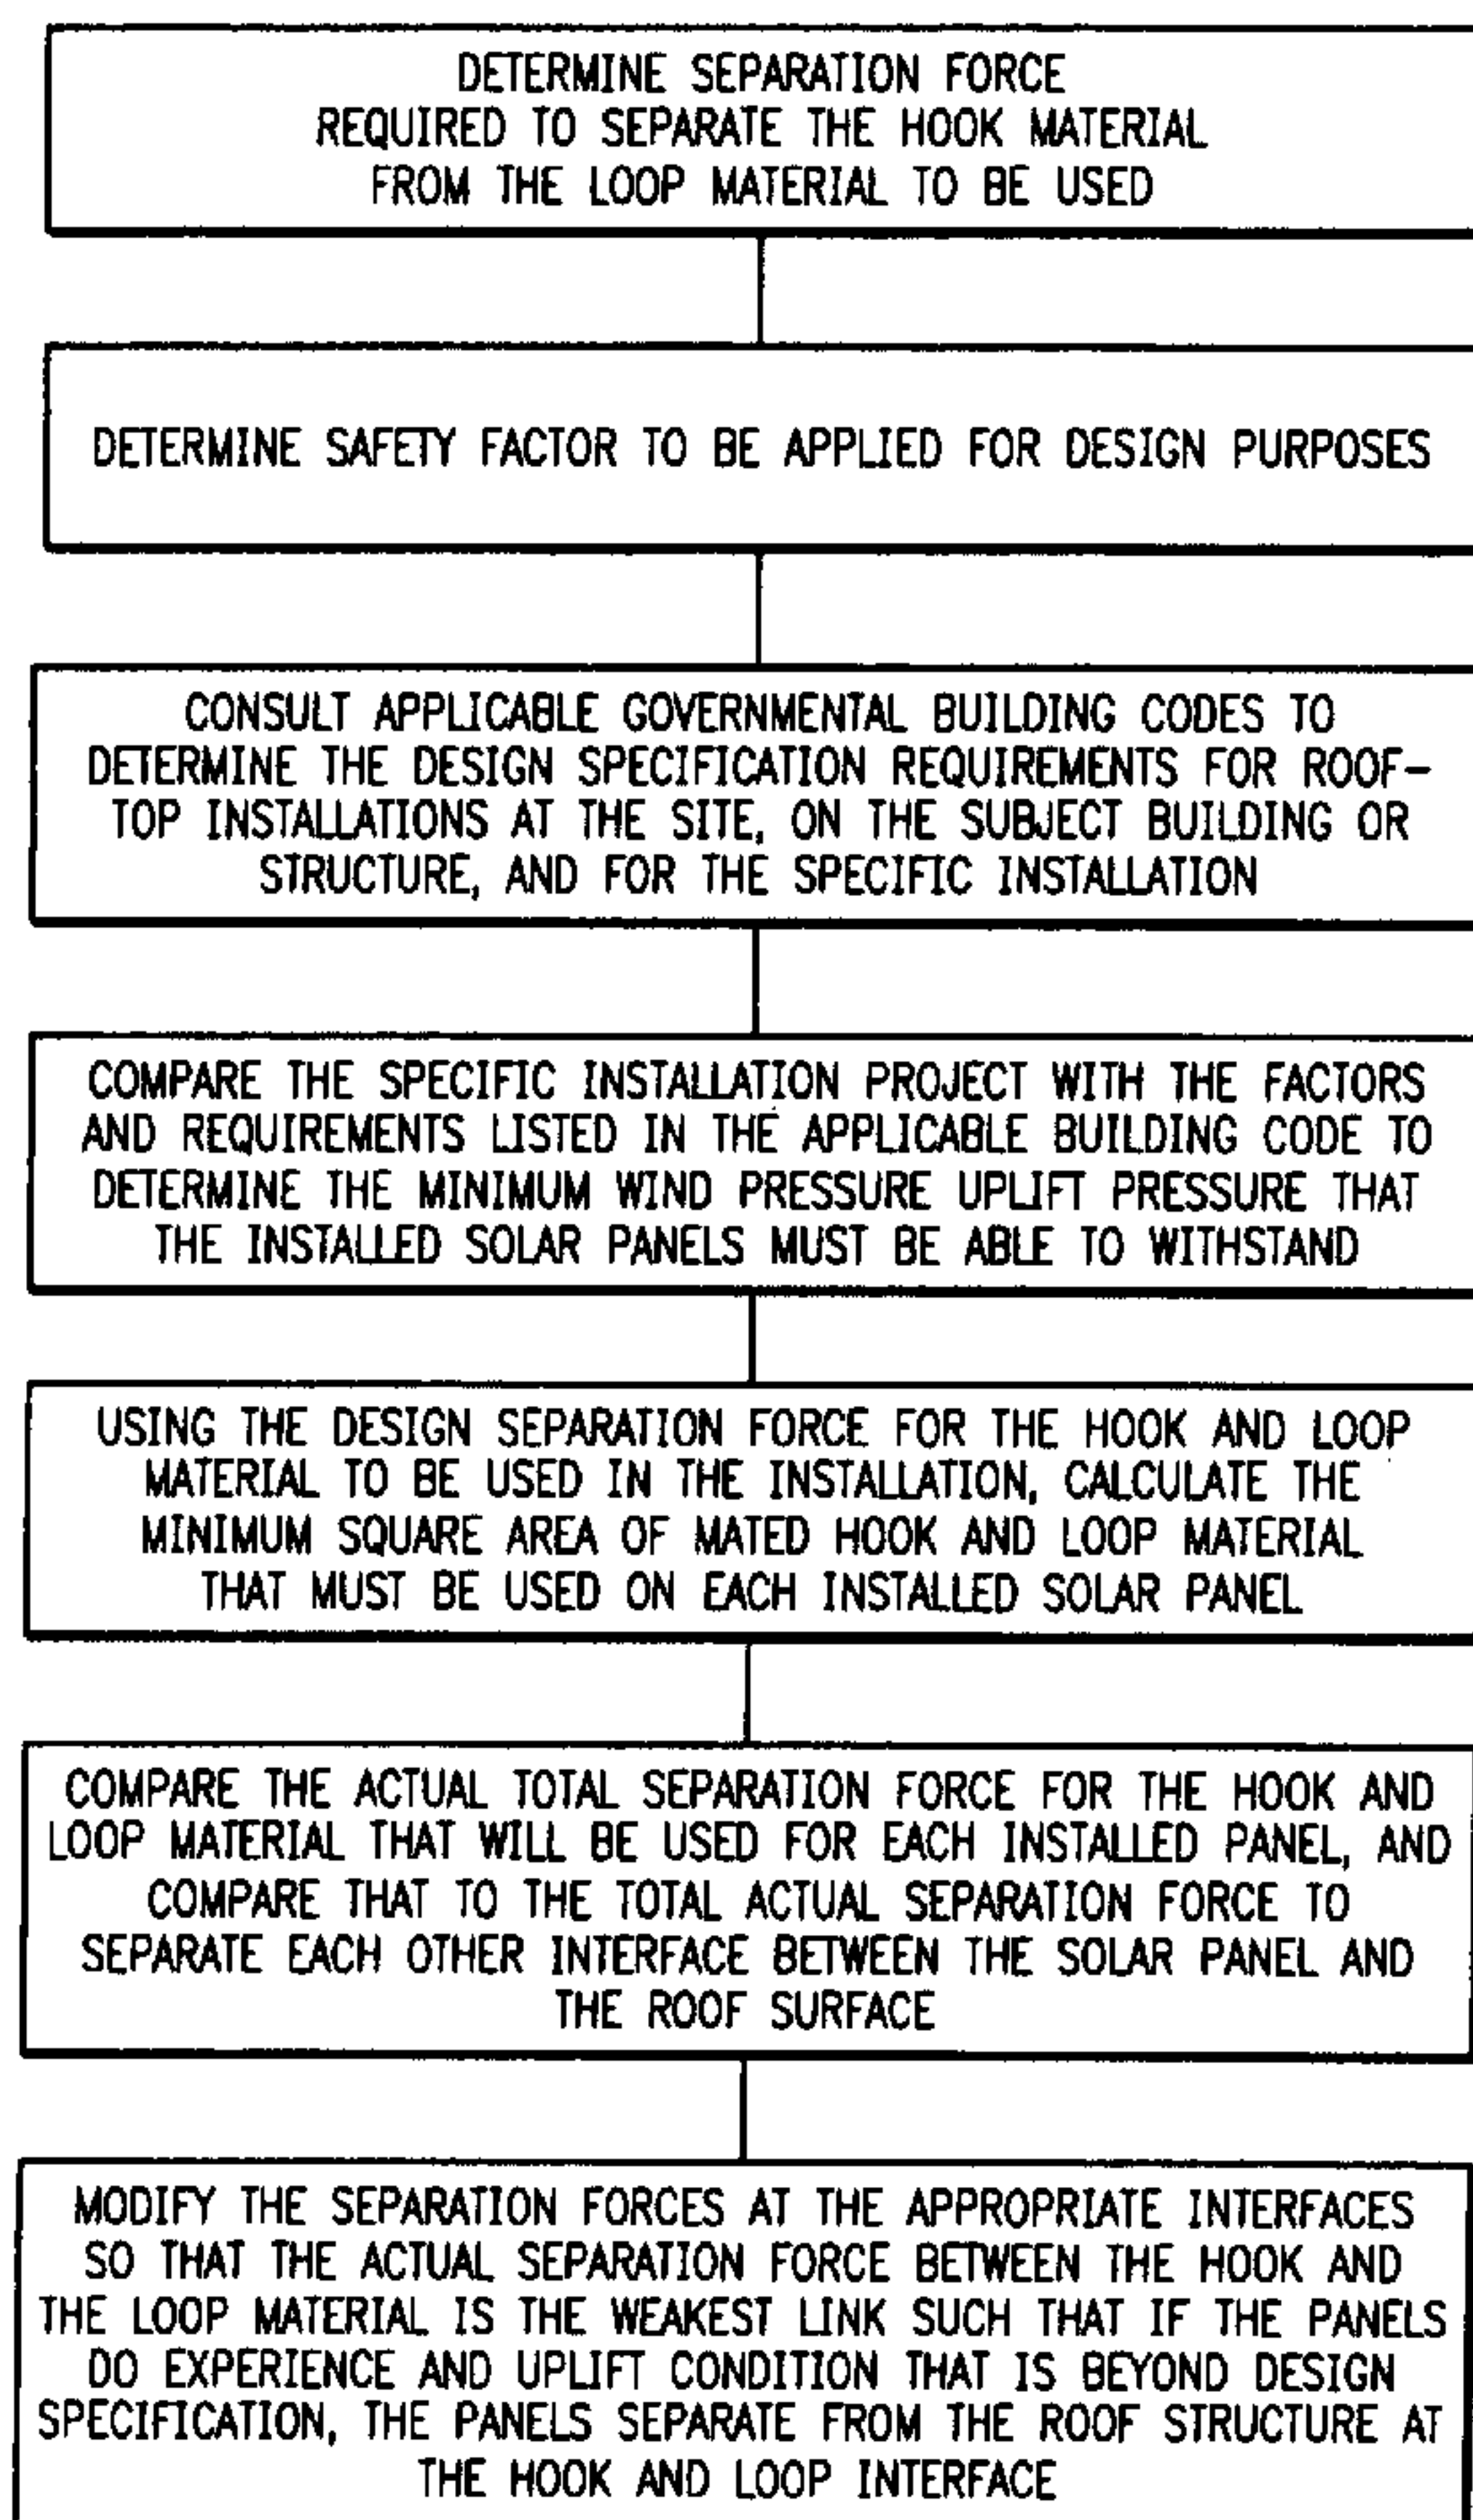 DETERMINE SEPARATION FORCE
REQUIRED TO SEPARATE THE HOOK MATERIAL
FROM THE LOOP MATERIAL TO BE USED
DETERMINE SAFETY FACTOR TO BE APPLIED FOR DESIGN PURPOSES
CONSULT APPLICABLE GOVERNMENTAL BUILDING CODES TO
DETERMINE THE DESIGN SPECIFICATION REQUIREMENTS FOR ROOF-
TOP INSTALLATIONS AT THE SITE, ON THE SUBJECT BUILDING OR
STRUCTURE, AND FOR THE SPECIFIC INSTALLATION
COMPARE THE SPECIFIC INSTALLATION PROJECT WITH THE FACTORS
AND REQUIREMENTS LISTED IN THE APPLICABLE BUILDING CODE TO
DETERMINE THE MINIMUM WIND PRESSURE UPLIFT PRESSURE THAT
THE INSTALLED SOLAR PANELS MUST BE ABLE TO WITHSTAND
USING THE DESIGN SEPARATION FORCE FOR THE HOOK AND LOOP
MATERIAL TO BE USED IN THE INSTALLATION, CALCULATE THE
MINIMUM SQUARE AREA OF MATED HOOK AND LOOP MATERIAL
THAT MUST BE USED ON EACH INSTALLED SOLAR PANEL
COMPARE THE ACTUAL TOTAL SEPARATION FORCE FOR THE HOOK AND
LOOP MATERIAL THAT WILL BE USED FOR EACH INSTALLED PANEL, AND
COMPARE THAT TO THE TOTAL ACTUAL SEPARATION FORCE TO
SEPARATE EACH OTHER INTERFACE BETWEEN THE SOLAR PANEL AND
THE ROOF SURFACE
MODIFY THE SEPARATION FORCES AT THE APPROPRIATE INTERFACES
SO THAT THE ACTUAL SEPARATION FORCE BETWEEN THE HOOK AND
THE LOOP MATERIAL IS THE WEAKEST LINK SUCH THAT IF THE PANELS
DO EXPERIENCE AND UPLIFT CONDITION THAT IS BEYOND DESIGN
SPECIFICATION, THE PANELS SEPARATE FROM THE ROOF STRUCTURE AT
THE HOOK AND LOOP INTERFACE